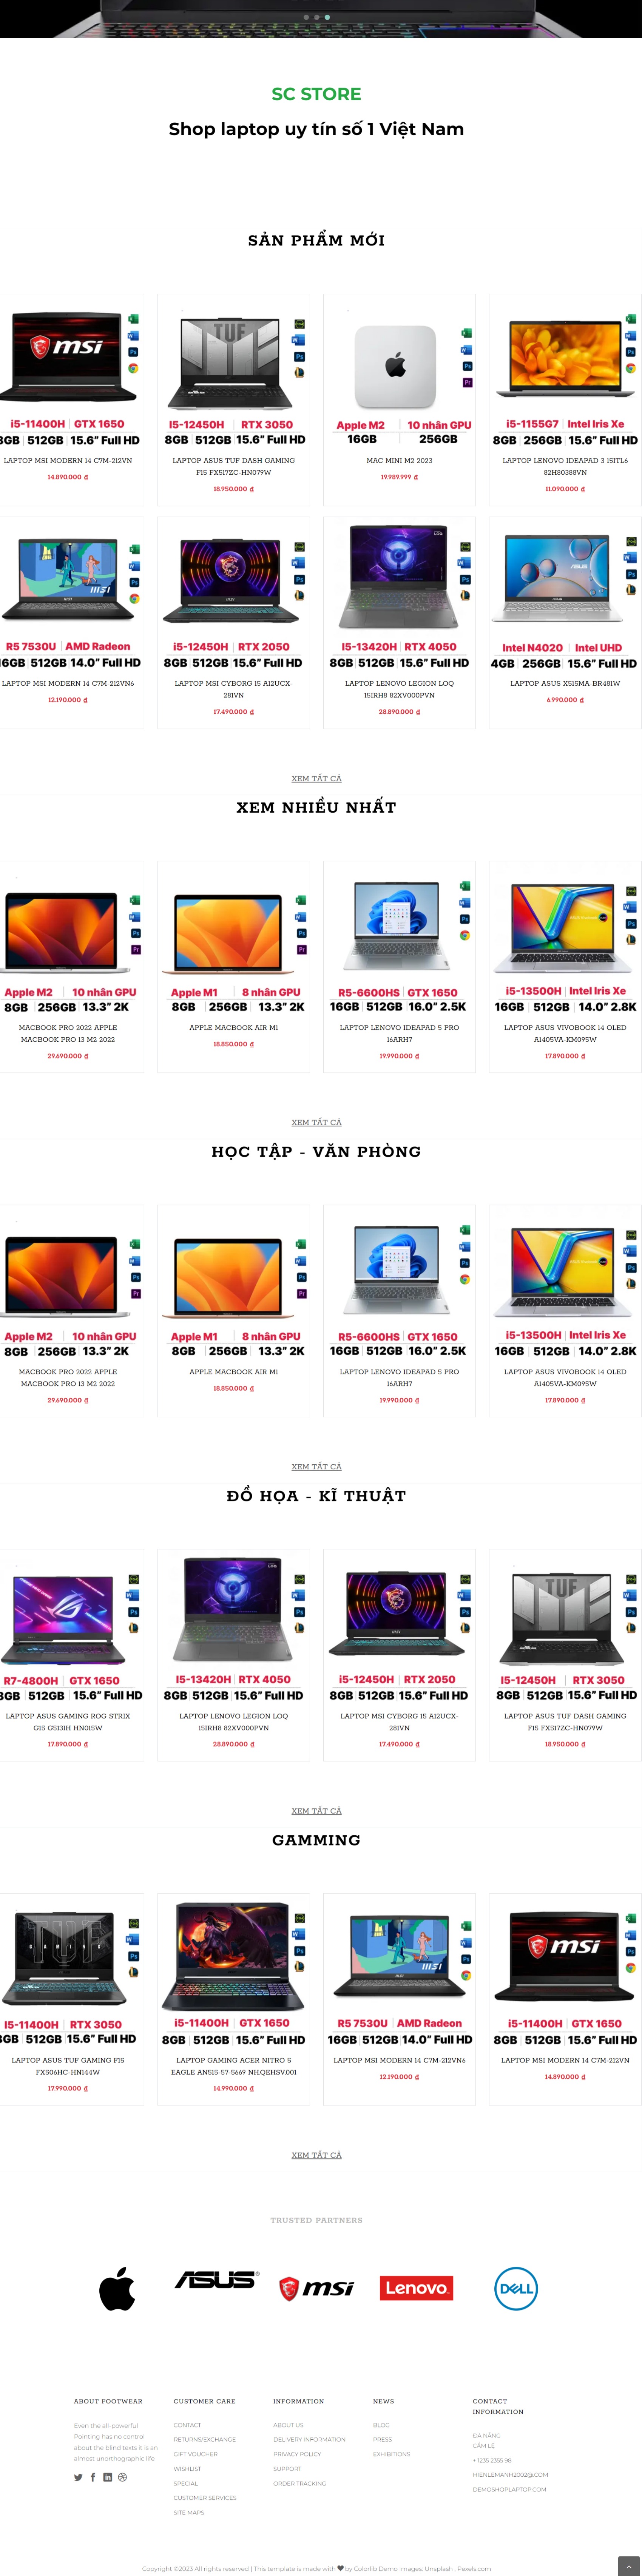 SC STORE
Shop laptop uy tín số 1 Việt Nam
SẢN PHẨM MỚI
msi
i5-11400H | GTX 1650
8GB | 512GB | 15.6" Full HD
LAPTOP MSI MODERN 14 C7M-212VN
14.890.000 ₫
TUF
I5-12450H | RTX 3050
8GB | 512GB | 15.6” Full HD
LAPTOP ASUS TUF DASH GAMING
F15 FX517ZC-HN079W
18.950.000 ₫
Apple M2 | 10 nhân GPU
16GB | 256GB
MAC MINI M2 2023
19.989.999 ₫
i5-1155G7 | Intel Iris Xe
8GB | 256GB | 15.6” Full HD
LAPTOP LENOVO IDEAPAD 3 15ITL6
82H80388VN
11.090.000 ₫
msi
R5 7530U | AMD Radeon
16GB | 512GB | 14.0” Full HD
LAPTOP MSI MODERN 14 C7M-212VN6
12.190.000 ₫
i5-12450H | RTX 2050
8GB | 512GB | 15.6” Full HD
LAPTOP MSI CYBORG 15 A12UCX-
281VN
17.490.000 ₫
I5-13420H | RTX 4050
8GB | 512GB | 15.6” Full HD
LAPTOP LENOVO LEGION LOQ
15IRH8 82XV000PVN
28.890.000 ₫
ASUS
Intel N4020 | Intel UHD
4GB | 256GB | 15.6” Full HD
LAPTOP ASUS X515MA-BR481W
6.990.000 ₫
XEM TẤT CẢ
XEM NHIỀU NHẤT
Apple M2 | 10 nhân GPU
8GB | 256GB | 13.3” 2K
MACBOOK PRO 2022 APPLE
MACBOOK PRO 13 M2 2022
29.690.000 ₫
Apple M1 | 8 nhân GPU
8GB | 256GB | 13.3” 2K
APPLE MACBOOK AIR M1
18.850.000 ₫
R5-6600HS | GTX 1650
16GB | 512GB | 16.0” 2.5K
LAPTOP LENOVO IDEAPAD 5 PRO
16ARH7
19.990.000 ₫
i5-13500H | Intel Iris Xe
16GB | 512GB | 14.0” 2.8K
LAPTOP ASUS VIVOBOOK 14 OLED
A1405VA-KM095W
17.890.000 ₫
XEM TẤT CẢ
HỌC TẬP - VĂN PHÒNG
Apple M2 | 10 nhân GPU
8GB | 256GB | 13.3” 2K
MACBOOK PRO 2022 APPLE
MACBOOK PRO 13 M2 2022
29.690.000 ₫
Apple M1 | 8 nhân GPU
8GB | 256GB | 13.3” 2K
APPLE MACBOOK AIR M1
18.850.000 ₫
R5-6600HS | GTX 1650
16GB | 512GB | 16.0” 2.5K
LAPTOP LENOVO IDEAPAD 5 PRO
16ARH7
19.990.000 ₫
i5-13500H | Intel Iris Xe
16GB | 512GB | 14.0” 2.8K
LAPTOP ASUS VIVOBOOK 14 OLED
A1405VA-KM095W
17.890.000 ₫
XEM TẤT CẢ
ĐỒ HỌA - KĨ THUẬT
R7-4800H | GTX 1650
8GB | 512GB | 15.6” Full HD
LAPTOP ASUS GAMING ROG STRIX
G15 G513IH HN015W
17.890.000 ₫
I5-13420H | RTX 4050
8GB | 512GB | 15.6” Full HD
LAPTOP LENOVO LEGION LOQ
15IRH8 82XV000PVN
28.890.000 ₫
i5-12450H | RTX 2050
8GB | 512GB | 15.6” Full HD
LAPTOP MSI CYBORG 15 A12UCX-
281VN
17.490.000 ₫
TUF
I5-12450H | RTX 3050
8GB | 512GB | 15.6” Full HD
LAPTOP ASUS TUF DASH GAMING
F15 FX517ZC-HN079W
18.950.000 ₫
XEM TẤT CẢ
GAMMING
TUF
GAMING
I5-11400H | RTX 3050
8GB | 512GB | 15.6” Full HD
LAPTOP ASUS TUF GAMING F15
FX506HC-HN144W
17.990.000 ₫
i5-11400H | GTX 1650
8GB | 512GB | 15.6” Full HD
LAPTOP GAMING ACER NITRO 5
EAGLE AN515-57-5669 NH.QEHSV.001
14.990.000 ₫
msi
R5 7530U | AMD Radeon
16GB | 512GB | 14.0” Full HD
LAPTOP MSI MODERN 14 C7M-212VN6
12.190.000 ₫
msi
i5-11400H | GTX 1650
8GB | 512GB | 15.6” Full HD
LAPTOP MSI MODERN 14 C7M-212VN
14.890.000 ₫
XEM TẤT CẢ
TRUSTED PARTNERS
ASUS
msi
Lenovo
DELL
ABOUT FOOTWEAR
Even the all-powerful
Pointing has no control
about the blind texts it is an
almost unorthographic life
CUSTOMER CARE
CONTACT
RETURNS/EXCHANGE
GIFT VOUCHER
WISHLIST
SPECIAL
CUSTOMER SERVICES
SITE MAPS
INFORMATION
ABOUT US
DELIVERY INFORMATION
PRIVACY POLICY
SUPPORT
ORDER TRACKING
NEWS
BLOG
PRESS
EXHIBITIONS
CONTACT
INFORMATION
ĐÀ NẴNG
CẨM LỆ
+ 1235 2355 98
HIENLEMANH2002@.COM
DEMOSHOPLAPTOP.COM
Copyright ©2023 All rights reserved | This template is made with ♥ by Colorlib Demo Images: Unsplash , Pexels.com